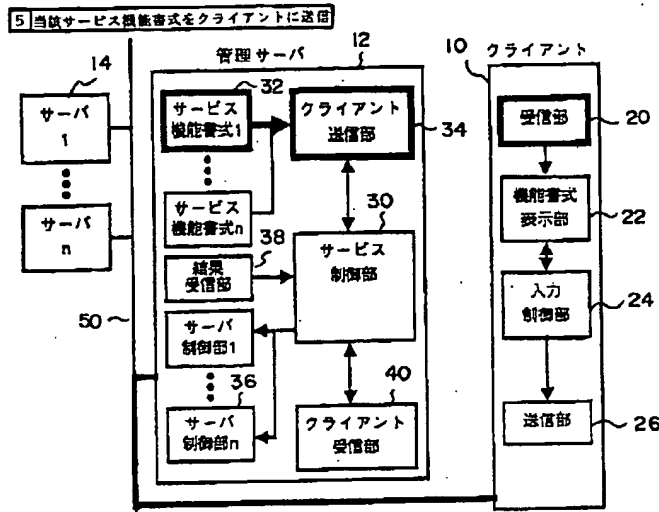 5 当該サービス機能書式をクライアントに送信
管理サーバ
12
10
クライアント
14
サーバ
1
サーバ
n
50
32
サービス
機能書式1
サービス
機能書式n
38
結果
受信部
サーバ
制御部1
36
サーバ
制御部n
クライアント
送信部
34
30
サービス
制御部
40
クライアント
受信部
受信部
20
機能書式
表示部
22
入力
制御部
24
送信部
26